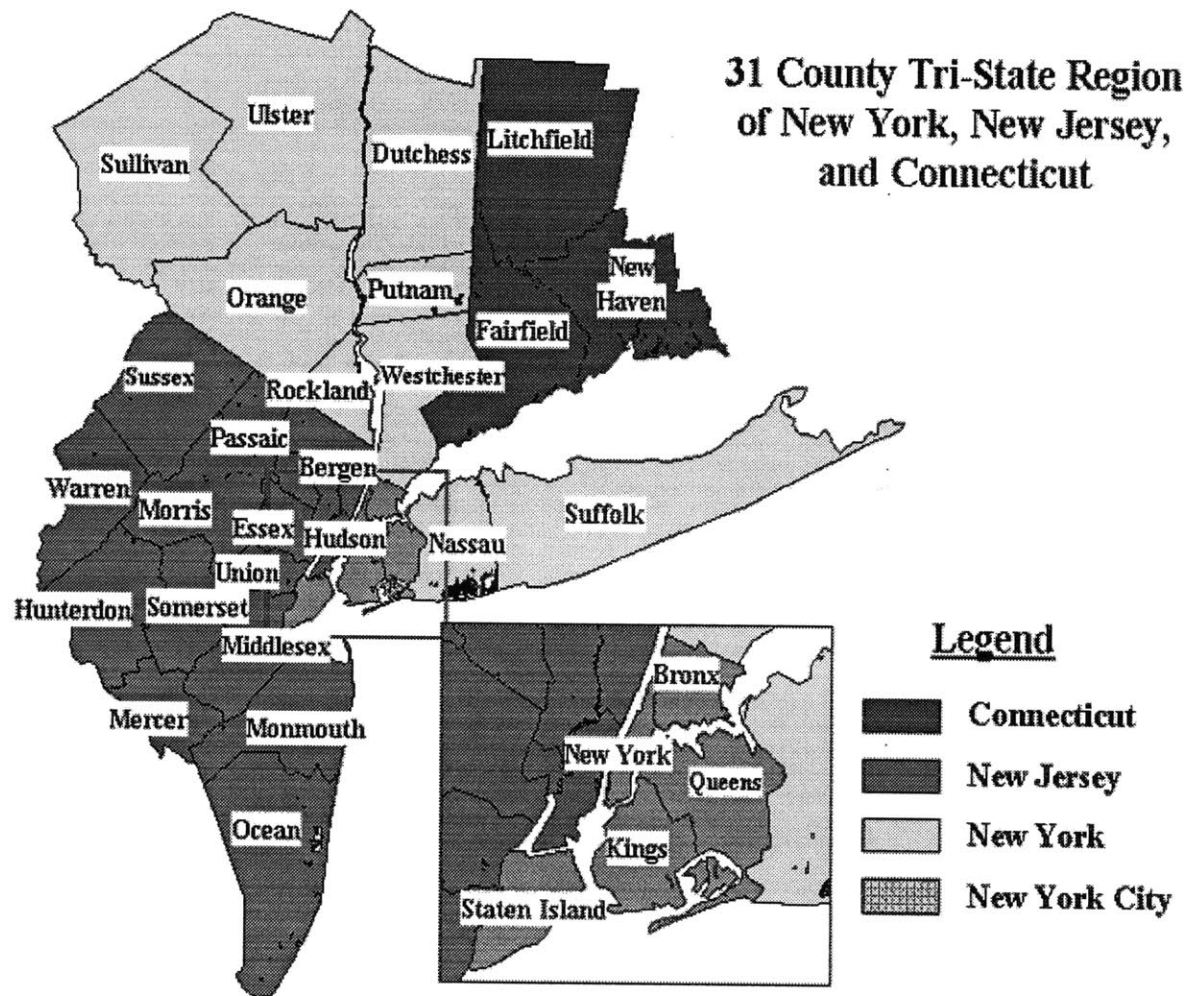 31 County Tri-State Region
of New York, New Jersey,
and Connecticut
Ulster
Sullivan
Dutchess
Litchfield
New
Haven
Orange
Putnam
Fairfield
Sussex
Rockland
Westchester
Passaic
Bergen
Warren
Morris
Essex
Hudson
Nassau
Suffolk
Union
Hunterdon
Somerset
Middlesex
Mercer
Monmouth
Ocean
Bronx
New York
Queens
Kings
Staten Island
Legend
Connecticut
New Jersey
New York
New York City